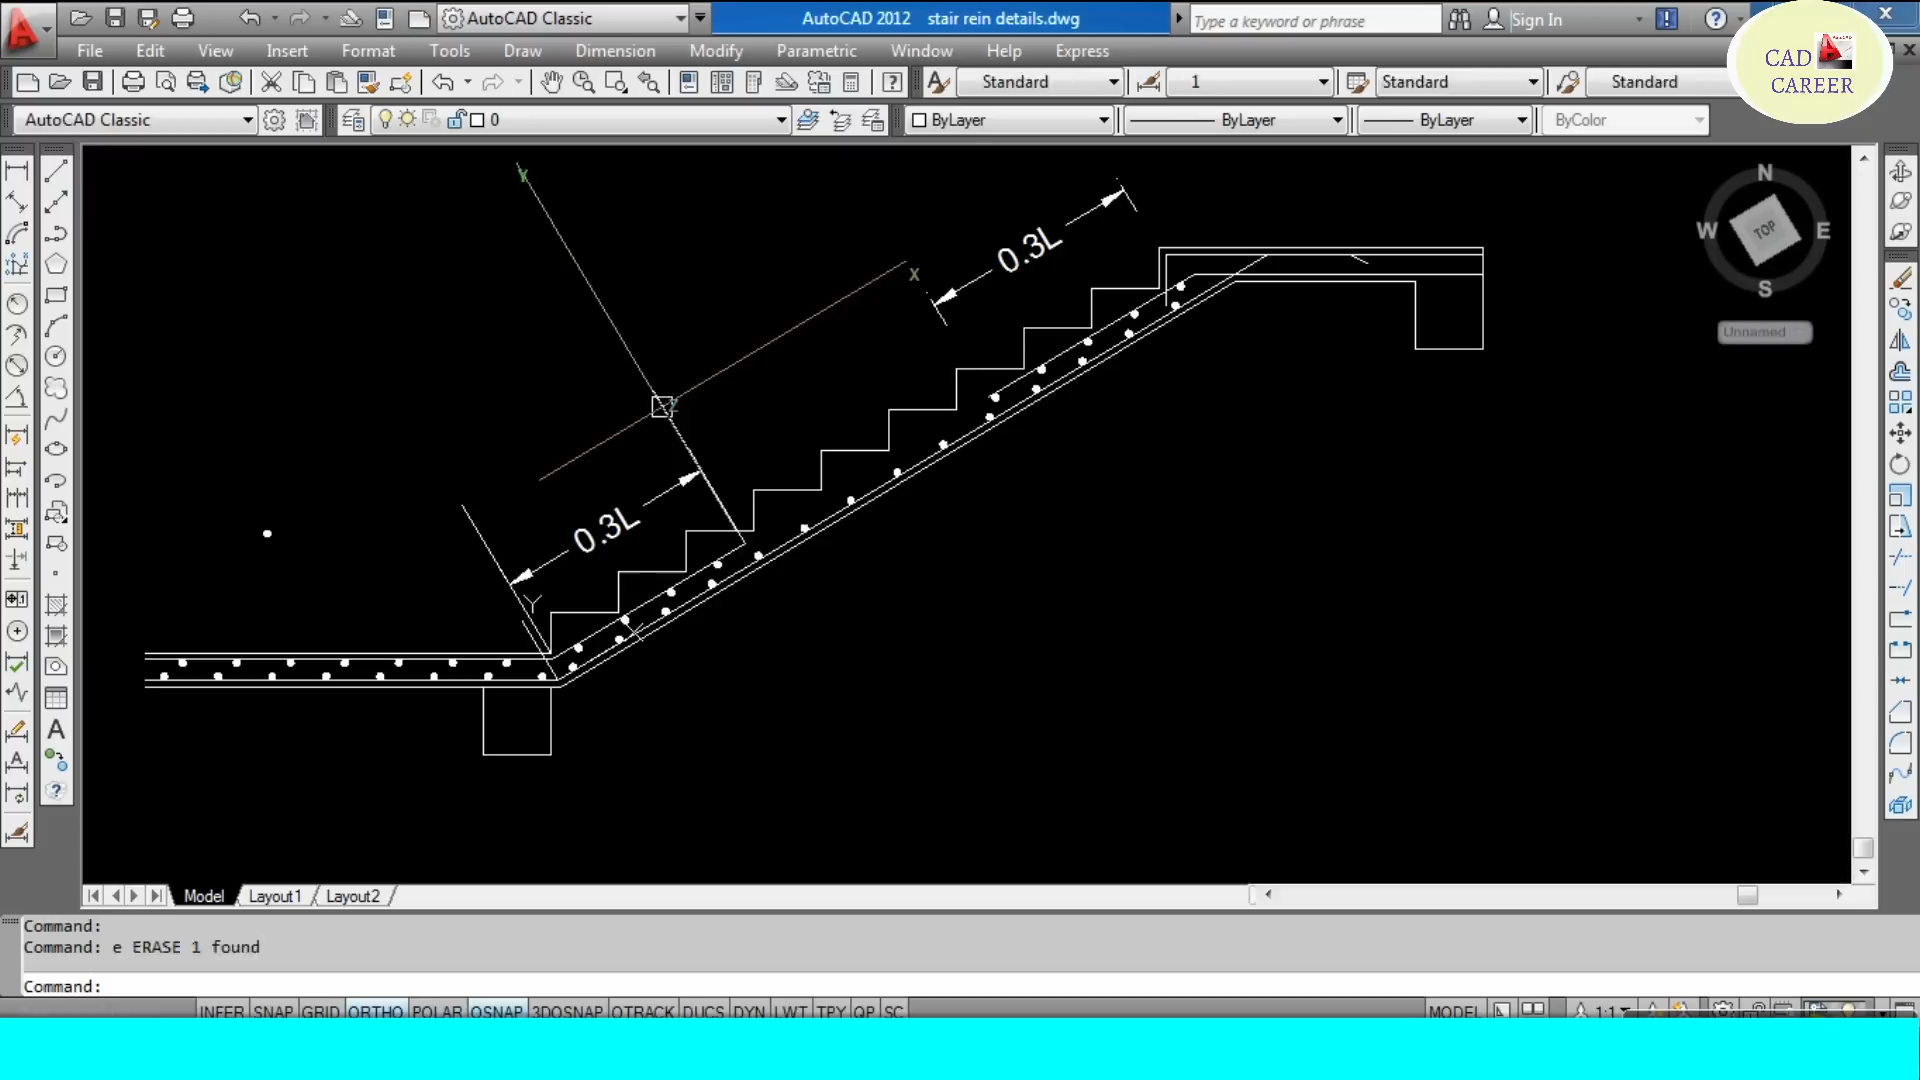 AutoCAD Classic
AutoCAD 2012 stair rein details.dwg
Type a keyword or phrase
Sign In
File Edit View Insert Format Tools Draw Dimension Modify Parametric Window Help Express
CAD
CAREER
Standard
1
Standard
Standard
AutoCAD Classic
0
ByLayer
ByLayer
ByLayer
ByColor
Y
X
0.3L
0.3L
Y
N
W
TOP
E
S
Unnamed
A
Model Layout1 Layout2
Command:
Command: e ERASE 1 found
Command:
INFER SNAP GRID ORTHO POLAR OSNAP 3DOSNAP OTRACK DUCS DYN LWT TPY QP SC
MODEL
1:1